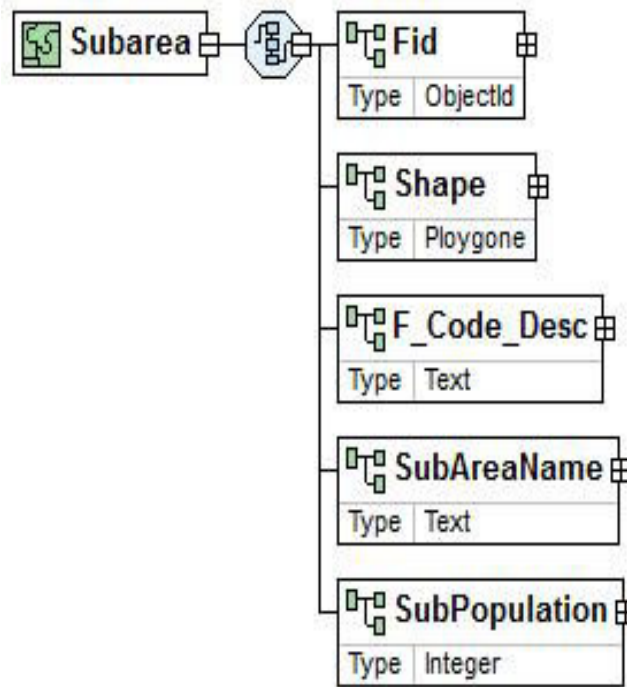 Subarea
Fid
Type ObjectId
Shape
Type Ploygone
F_Code_Desc
Type Text
SubAreaName
Type Text
SubPopulation
Type Integer